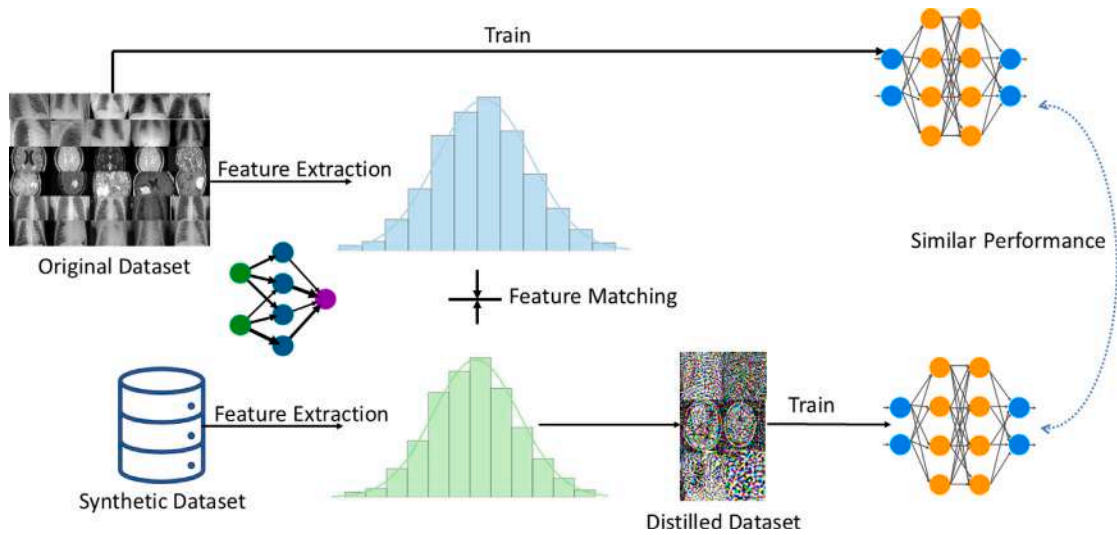 Train
Feature Extraction
Original Dataset
Similar Performance
Feature Matching
Feature Extraction
Train
Synthetic Dataset
Distilled Dataset